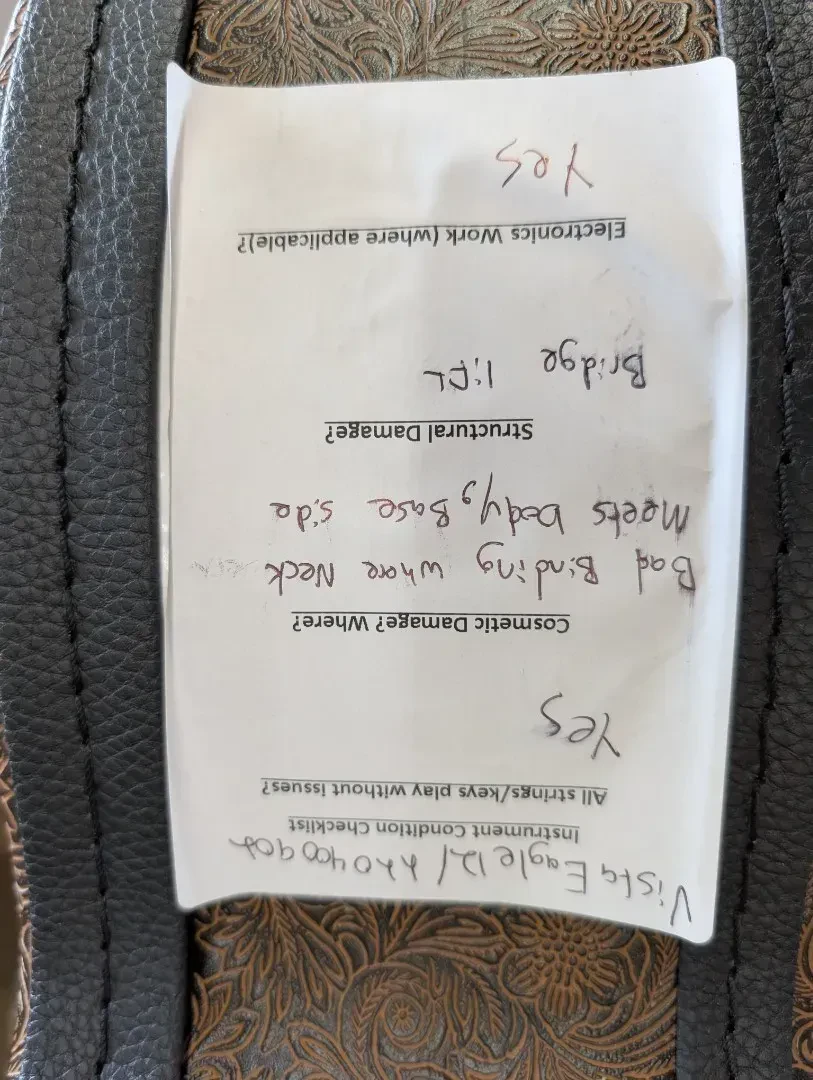 Vista Eagle 12/
Instrument Condition Checklist
All strings/keys play without issues?
Yes
Cosmetic Damage? Where?
Bad Binding where Neck
Meets body, Base side
Structural Damage?
Bridge lift
Electronics Work (where applicable)?
Yes